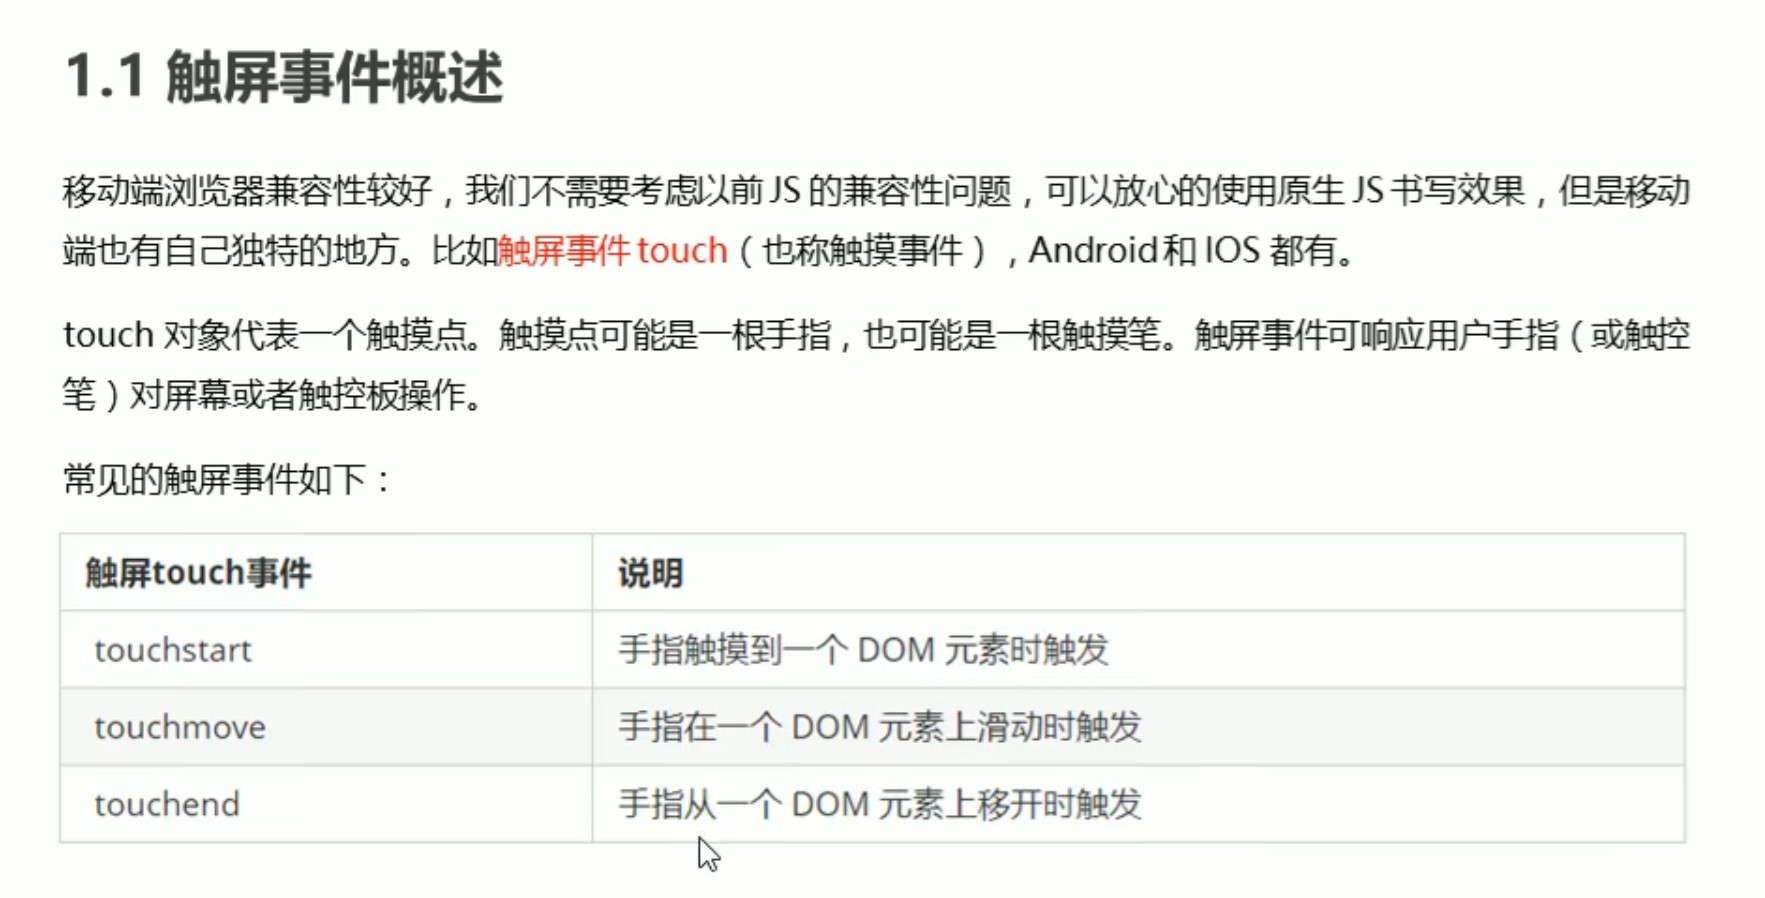 1.1 触屏事件概述
移动端浏览器兼容性较好，我们不需要考虑以前 JS 的兼容性问题，可以放心的使用原生 JS 书写效果，但是移动
端也有自己独特的地方。比如触屏事件 touch（也称触摸事件），Android 和 IOS 都有。
touch 对象代表一个触摸点。触摸点可能是一根手指，也可能是一根触摸笔。触屏事件可响应用户手指（或触控
笔）对屏幕或者触控板操作。
常见的触屏事件如下：
触屏touch事件 说明
touchstart 手指触摸到一个 DOM 元素时触发
touchmove 手指在一个 DOM 元素上滑动时触发
touchend 手指从一个 DOM 元素上移开时触发